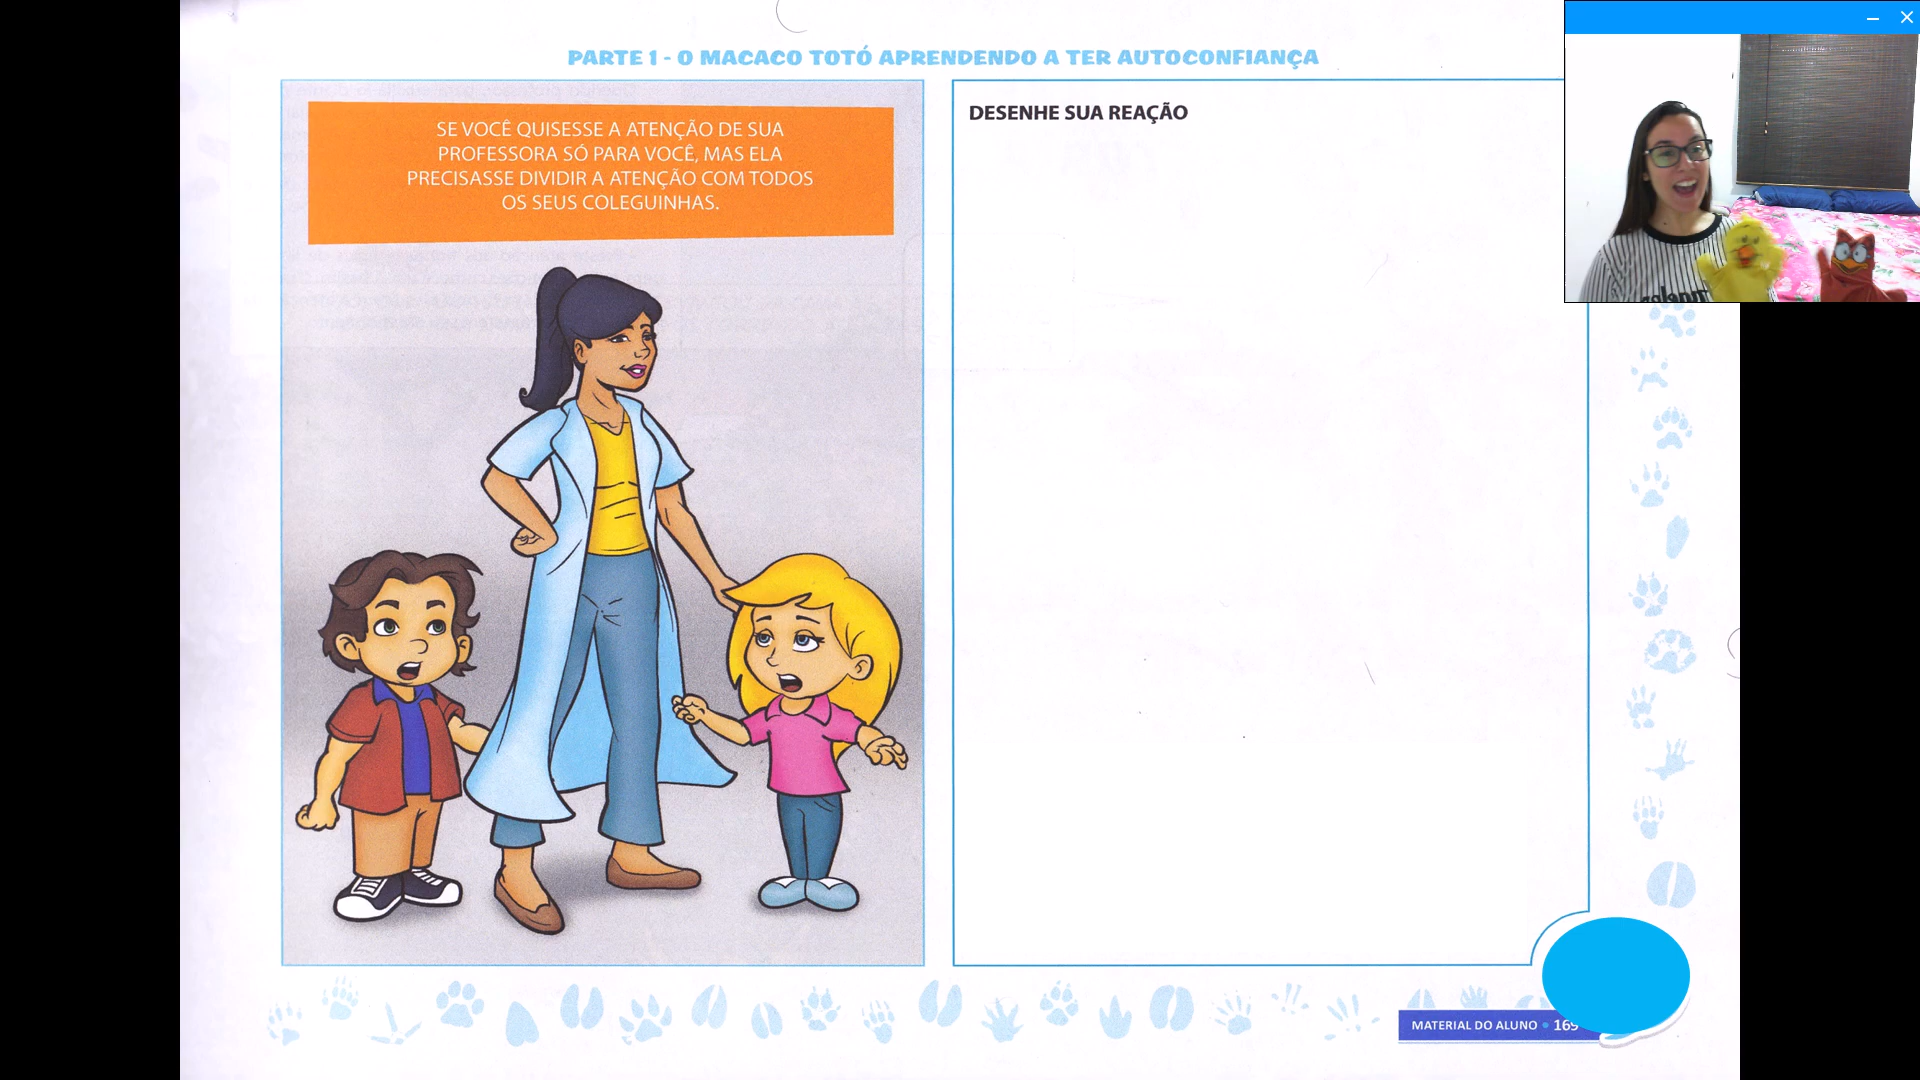 PARTE 1 - O MACACO TOTÓ APRENDENDO A TER AUTOCONFIANÇA
SE VOCÊ QUISESSE A ATENÇÃO DE SUA
PROFESSORA SÓ PARA VOCÊ, MAS ELA
PRECISASSE DIVIDIR A ATENÇÃO COM TODOS
OS SEUS COLEGUINHAS.
DESENHE SUA REAÇÃO
MATERIAL DO ALUNO • 169